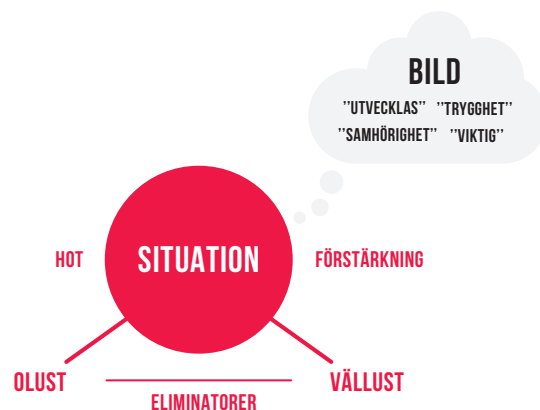 BILD
’’UTVECKLAS’’ ’’TRYGGHET’’
’’SAMHÖRIGHET’’ ’’VIKTIG’’
HOT
SITUATION
FÖRSTÄRKNING
OLUST
VÄLLUST
ELIMINATORER